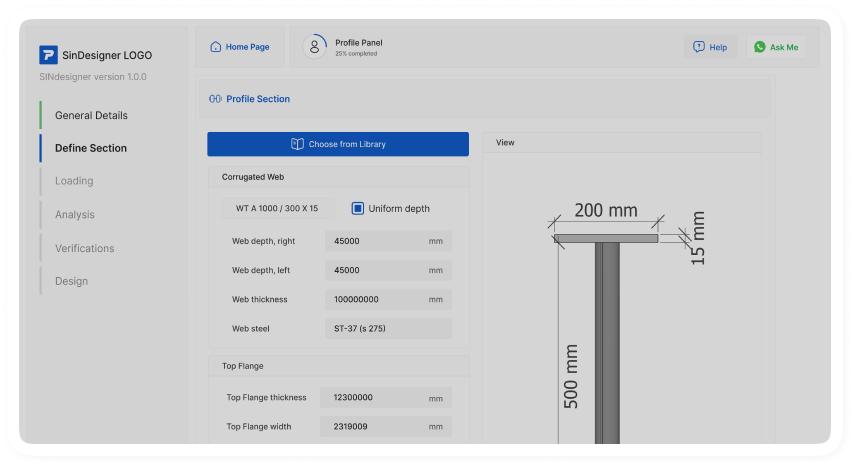 SinDesigner LOGO
SINdesigner version 1.0.0
General Details
Define Section
Loading
Analysis
Verifications
Design
Home Page
Profile Panel
25% completed
Help
Ask Me
Profile Section
Choose from Library
Corrugated Web
WT A 1000 / 300 X 15
Uniform depth
Web depth, right 45000 mm
Web depth, left 45000 mm
Web thickness 100000000 mm
Web steel ST-37 (s 275)
Top Flange
Top Flange thickness 12300000 mm
Top Flange width 2319009 mm
View
200 mm
15 mm
500 mm